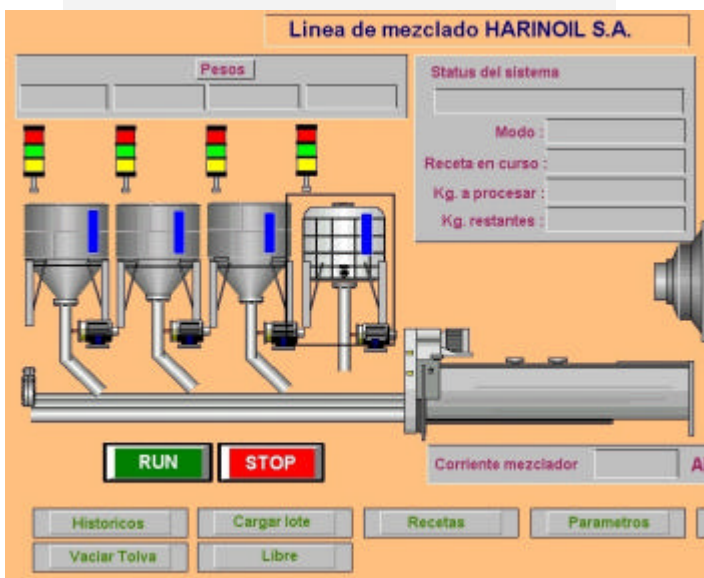 Linea de mezclado HARINOIL S.A.
Pesos
Status del sistema
Modo :
Receta en curso :
Kg. a procesar :
Kg. restantes :
RUN
STOP
Corriente mezclador
A
Historicos
Cargar lote
Recetas
Parametros
Vaciar Tolva
Libre